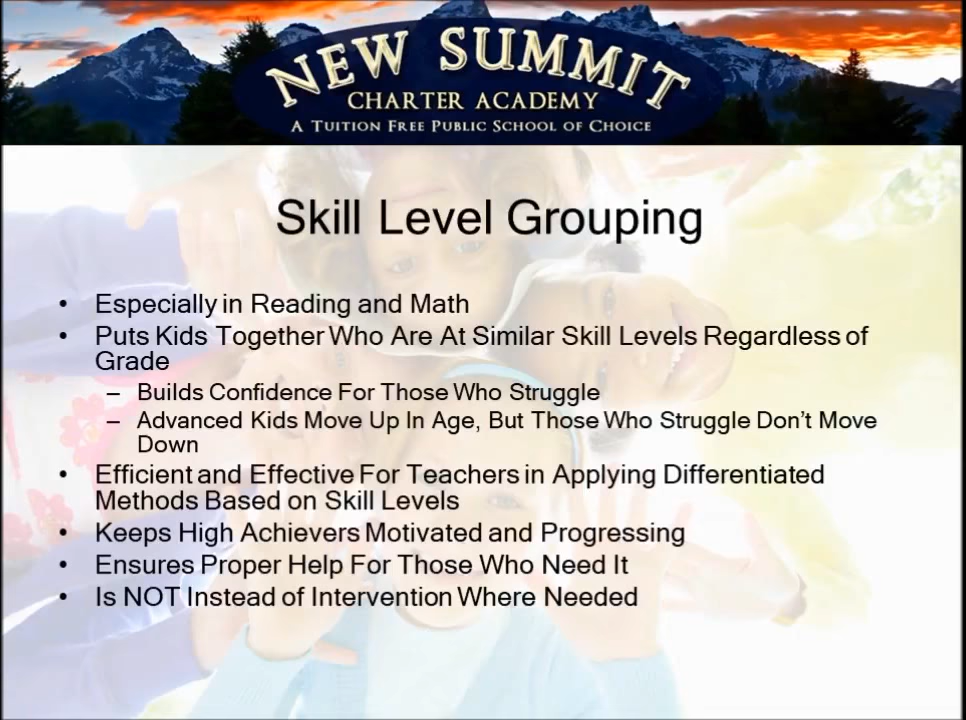 NEW SUMMIT
CHARTER ACADEMY
A TUITION FREE PUBLIC SCHOOL OF CHOICE
Skill Level Grouping
• Especially in Reading and Math
• Puts Kids Together Who Are At Similar Skill Levels Regardless of
Grade
– Builds Confidence For Those Who Struggle
– Advanced Kids Move Up In Age, But Those Who Struggle Don't Move
Down
• Efficient and Effective For Teachers in Applying Differentiated
Methods Based on Skill Levels
• Keeps High Achievers Motivated and Progressing
• Ensures Proper Help For Those Who Need It
• Is NOT Instead of Intervention Where Needed